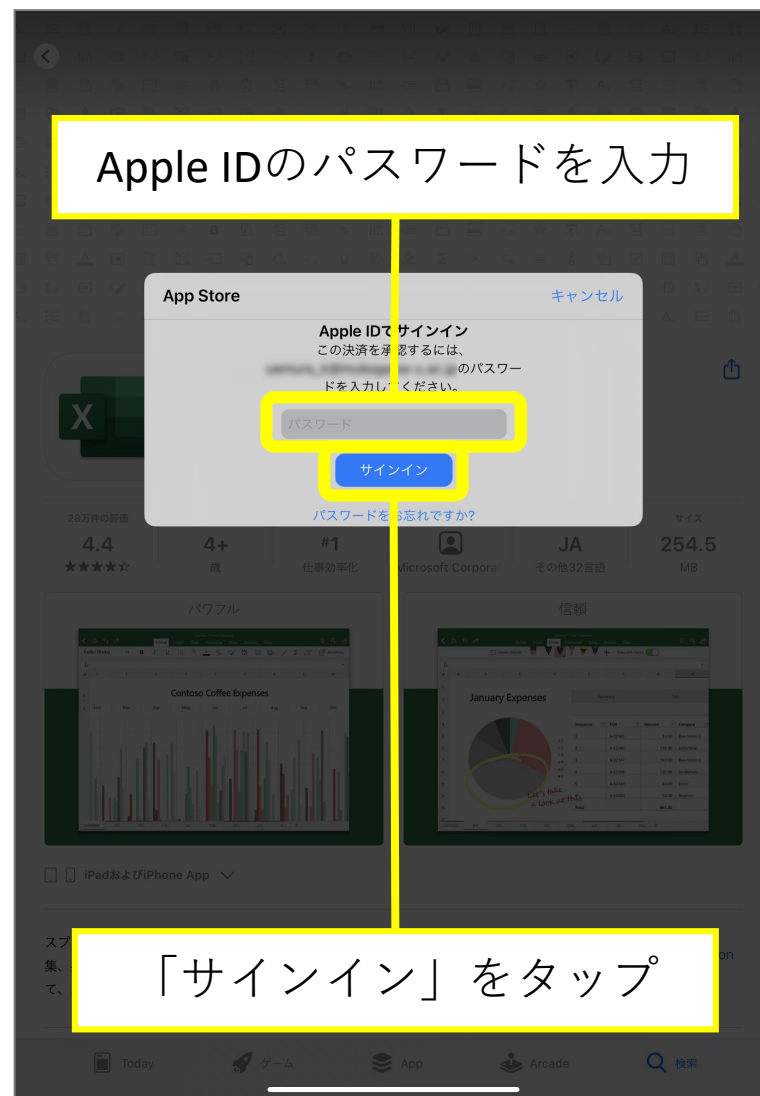 Apple IDのパスワードを入力
App Store
キャンセル
Apple IDでサインイン
この決済を承認するには、
のパスワー
ドを入力してください。
パスワード
サインイン
パスワードをお忘れですか?
28万件の評価
4.4
★★★★☆
4+
歳
#1
仕事効率化
Microsoft Corpora
JA
その他32言語
サイズ
254.5
MB
パワフル
信頼
Contoso Coffee Expenses
January Expenses
Let's take
a look at this
Total
iPadおよびiPhone App
スプ
集、
て、
on
「サインイン」をタップ
Today
ゲーム
App
Arcade
検索